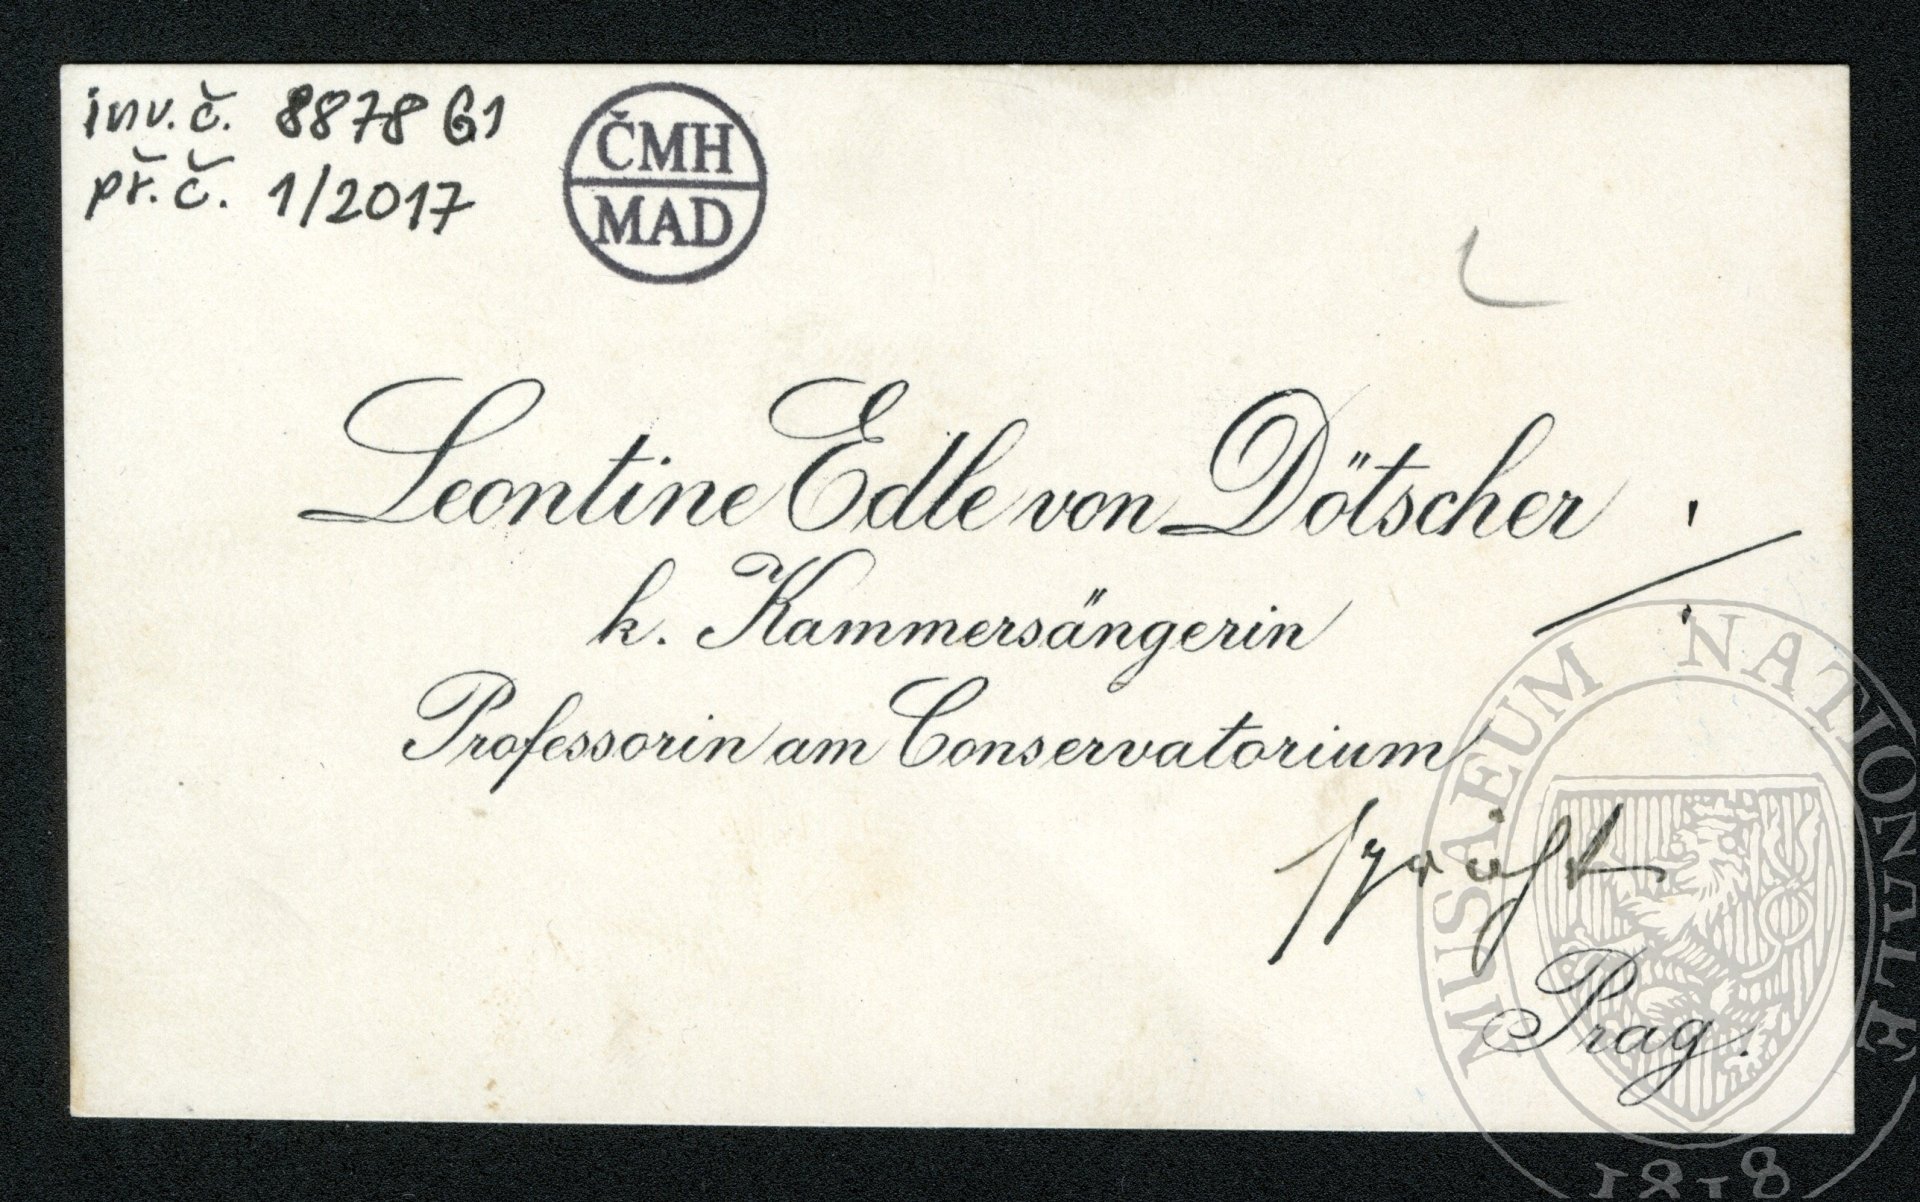 inv. č. 8878 G1
př. č. 1/2017
ČMH
MAD
Leontine Edle von Dötscher
k. Kammersängerin
Professorin am Conservatorium
Prag.
MUSAEUM NATIONALE
1818